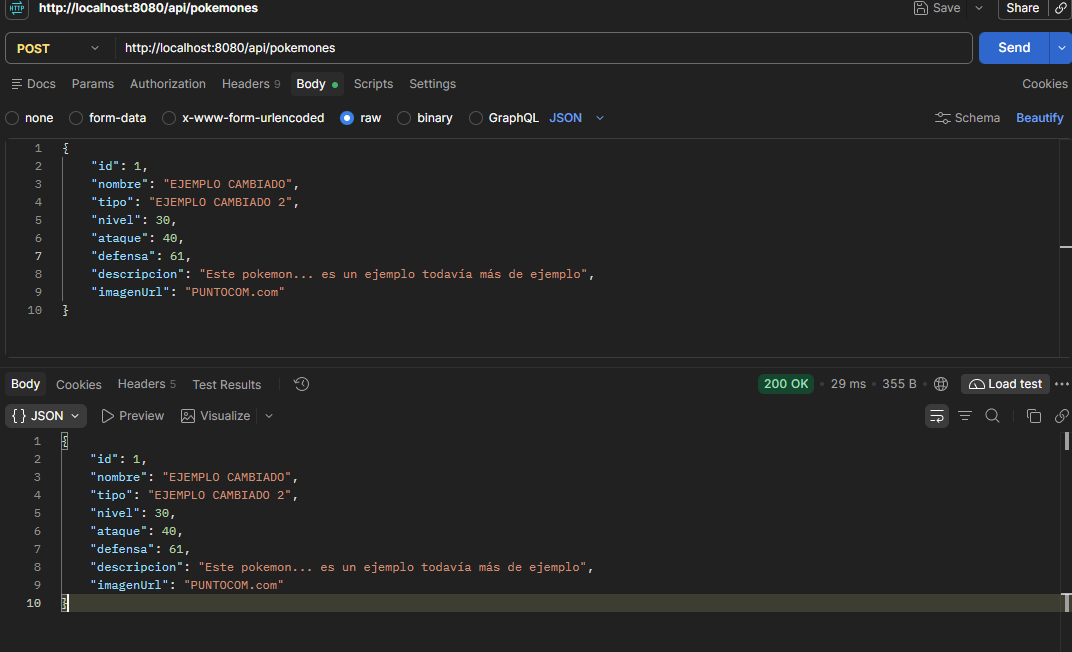 HTTP http://localhost:8080/api/pokemones Save Share
POST http://localhost:8080/api/pokemones Send
Docs Params Authorization Headers 9 Body Scripts Settings Cookies
none form-data x-www-form-urlencoded raw binary GraphQL JSON Schema Beautify
1 {
2 "id": 1,
3 "nombre": "EJEMPLO CAMBIADO",
4 "tipo": "EJEMPLO CAMBIADO 2",
5 "nivel": 30,
6 "ataque": 40,
7 "defensa": 61,
8 "descripcion": "Este pokemon... es un ejemplo todavía más de ejemplo",
9 "imagenUrl": "PUNTOCOM.com"
10 }
Body Cookies Headers 5 Test Results 200 OK • 29 ms • 355 B • Load test
{} JSON Preview Visualize
1 {
2 "id": 1,
3 "nombre": "EJEMPLO CAMBIADO",
4 "tipo": "EJEMPLO CAMBIADO 2",
5 "nivel": 30,
6 "ataque": 40,
7 "defensa": 61,
8 "descripcion": "Este pokemon... es un ejemplo todavía más de ejemplo",
9 "imagenUrl": "PUNTOCOM.com"
10 }